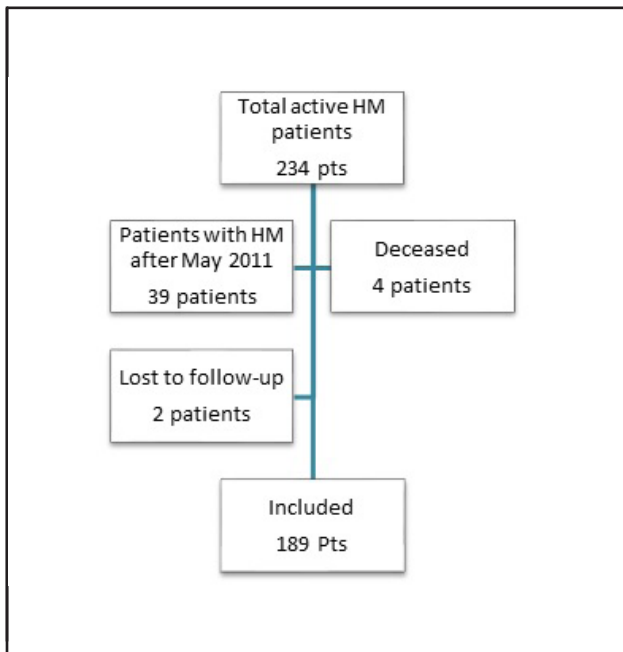 Total active HM
patients
234 pts
Patients with HM
after May 2011
39 patients
Deceased
4 patients
Lost to follow-up
2 patients
Included
189 Pts